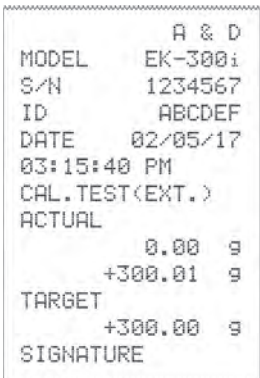 A & D
MODEL EK-300i
S/N 1234567
ID ABCDEF
DATE 02/05/17
03:15:40 PM
CAL.TEST(EXT.)
ACTUAL
0.00 g
+300.01 g
TARGET
+300.00 g
SIGNATURE